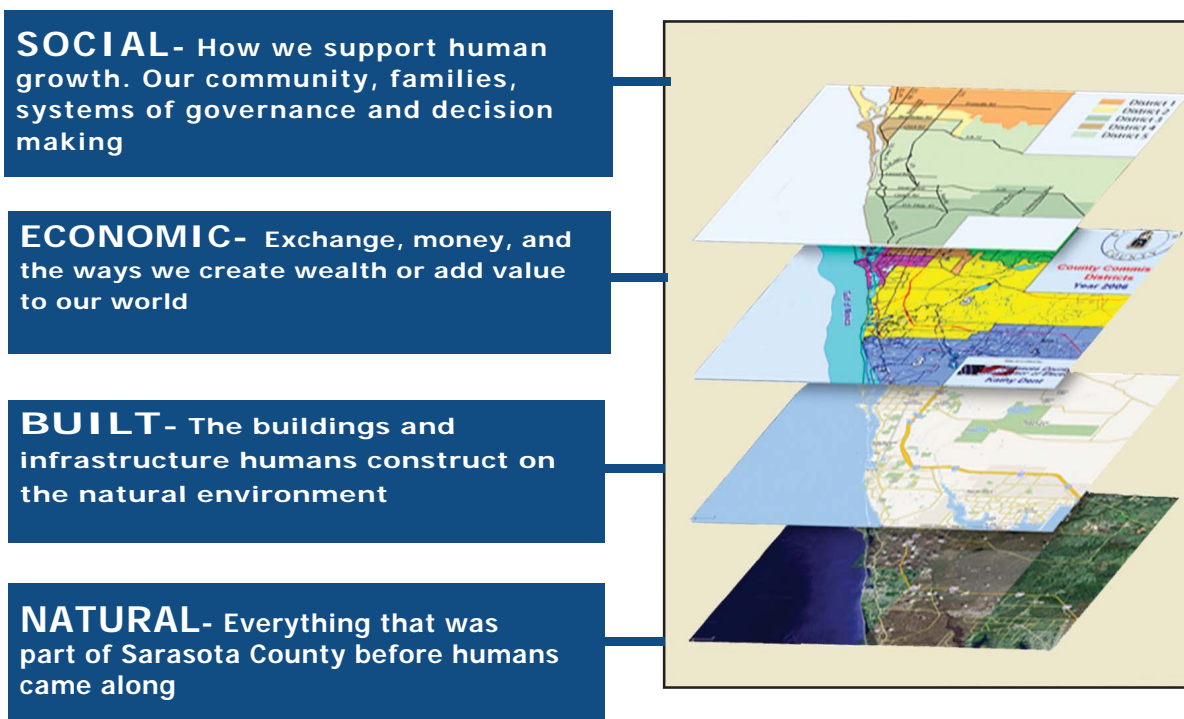 SOCIAL- How we support human
growth. Our community, families,
systems of governance and decision
making
ECONOMIC- Exchange, money, and
the ways we create wealth or add value
to our world
BUILT- The buildings and
infrastructure humans construct on
the natural environment
NATURAL- Everything that was
part of Sarasota County before humans
came along
District 1
District 2
District 3
District 4
District 5
County Commis
Districts
Year 2006
Kathy Dent